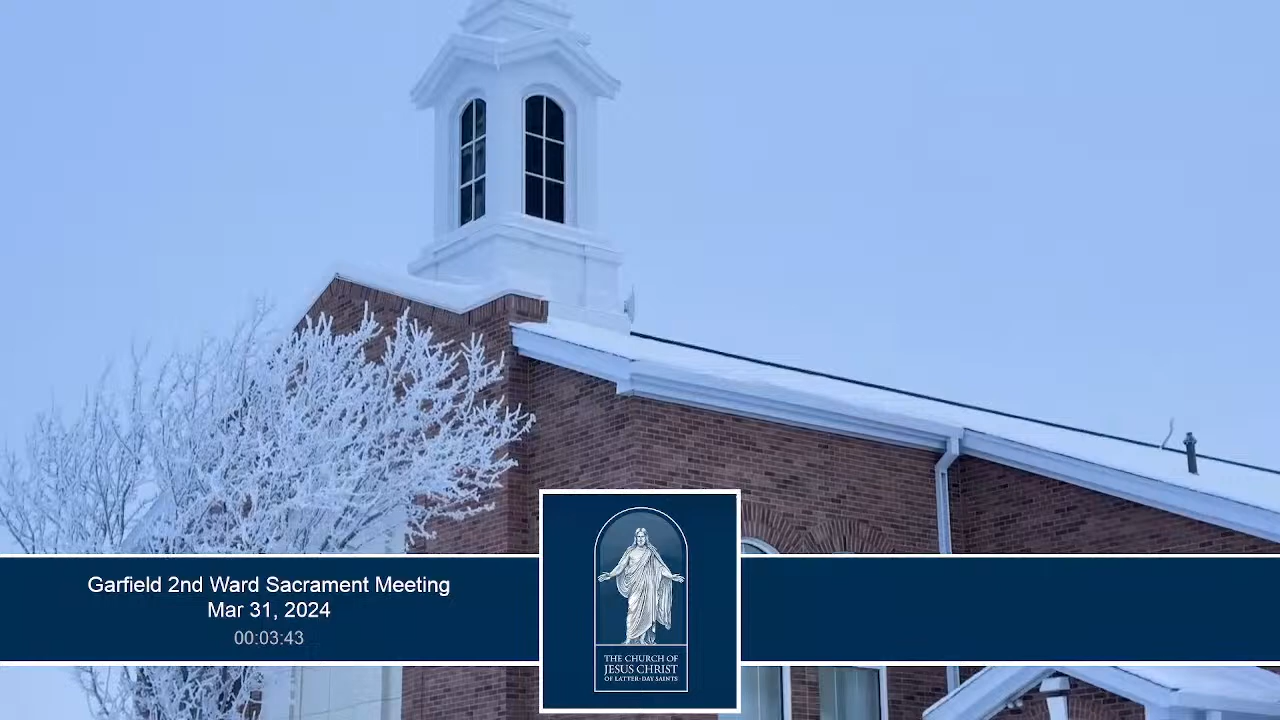 Garfield 2nd Ward Sacrament Meeting
Mar 31, 2024
00:03:43
THE CHURCH OF
JESUS CHRIST
OF LATTER-DAY SAINTS